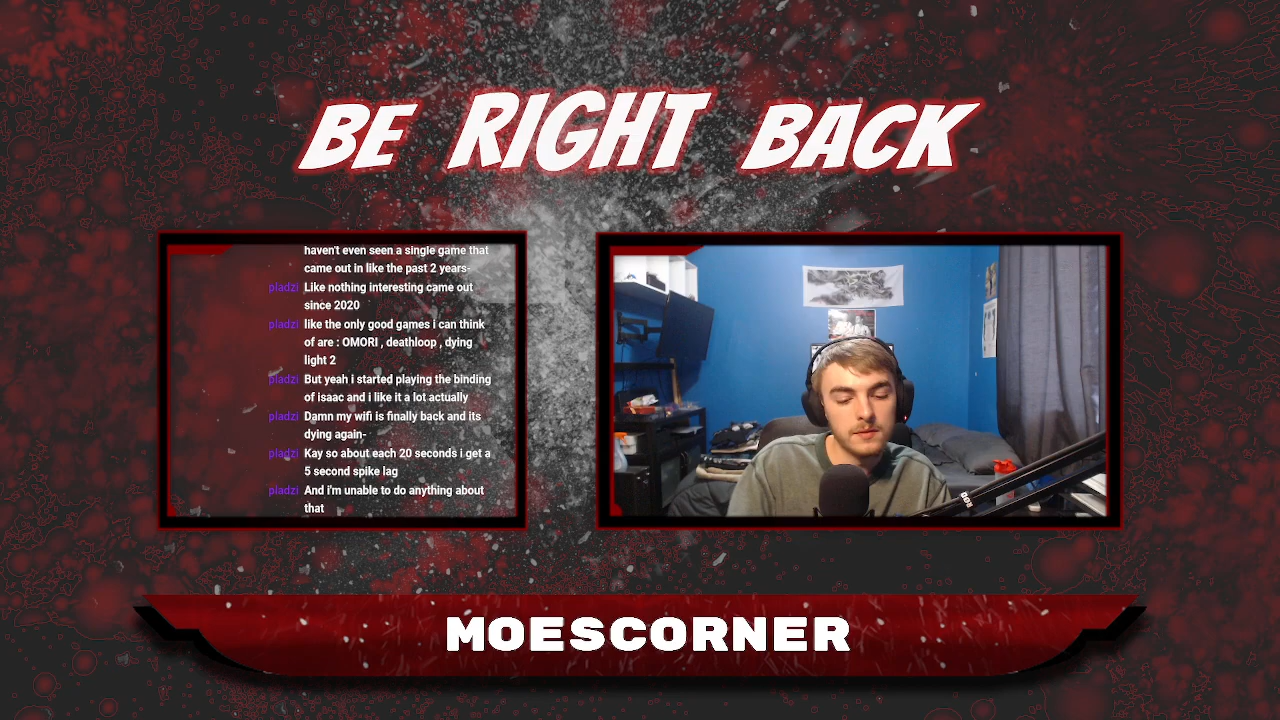 BE RIGHT BACK
haven't even seen a single game that
came out in like the past 2 years-
pladzi Like nothing interesting came out
since 2020
pladzi like the only good games i can think
of are : OMORI , deathloop , dying
light 2
pladzi But yeah i started playing the binding
of isaac and i like it a lot actually
pladzi Damn my wifi is finally back and its
dying again-
pladzi Kay so about each 20 seconds i get a
5 second spike lag
pladzi And i'm unable to do anything about
that
MOESCORNER